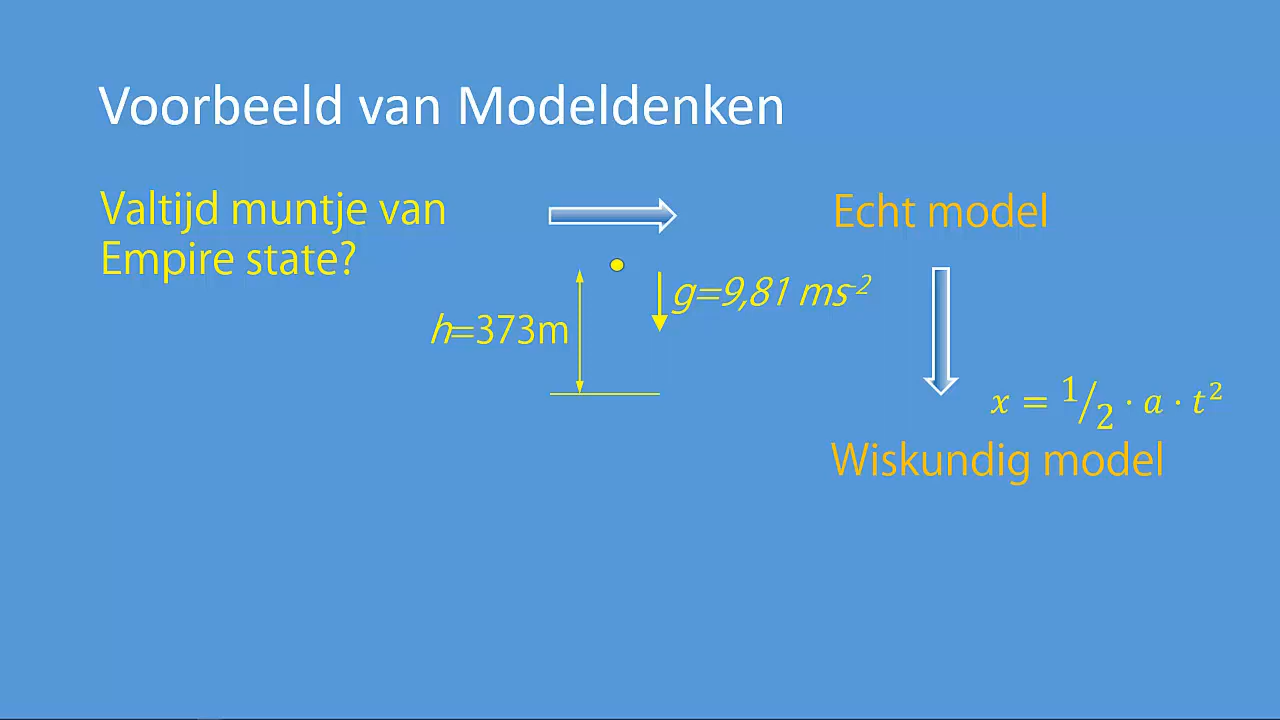 Voorbeeld van Modeldenken
Valtijd muntje van
Empire state?
Echt model
g=9,81 ms⁻²
h=373m
x = ¹/₂ · a · t²
Wiskundig model